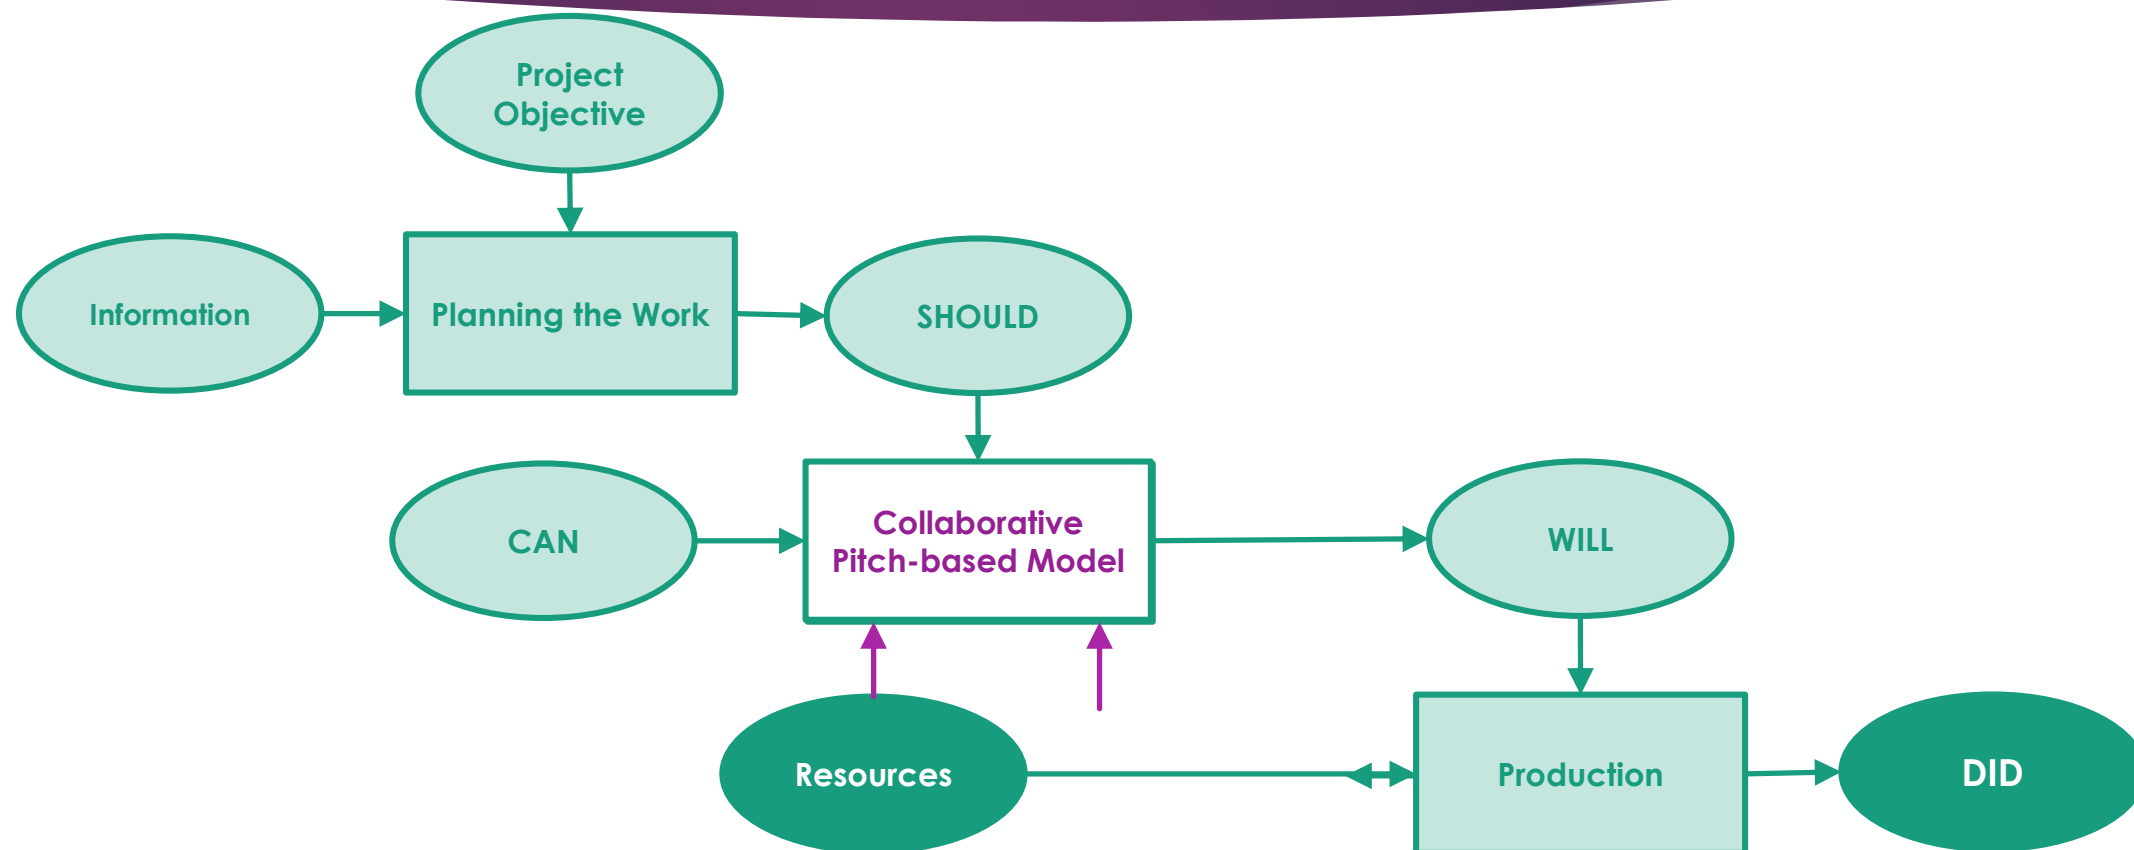 Project
Objective
Information
Planning the Work
SHOULD
CAN
Collaborative
Pitch-based Model
WILL
Resources
Production
DID